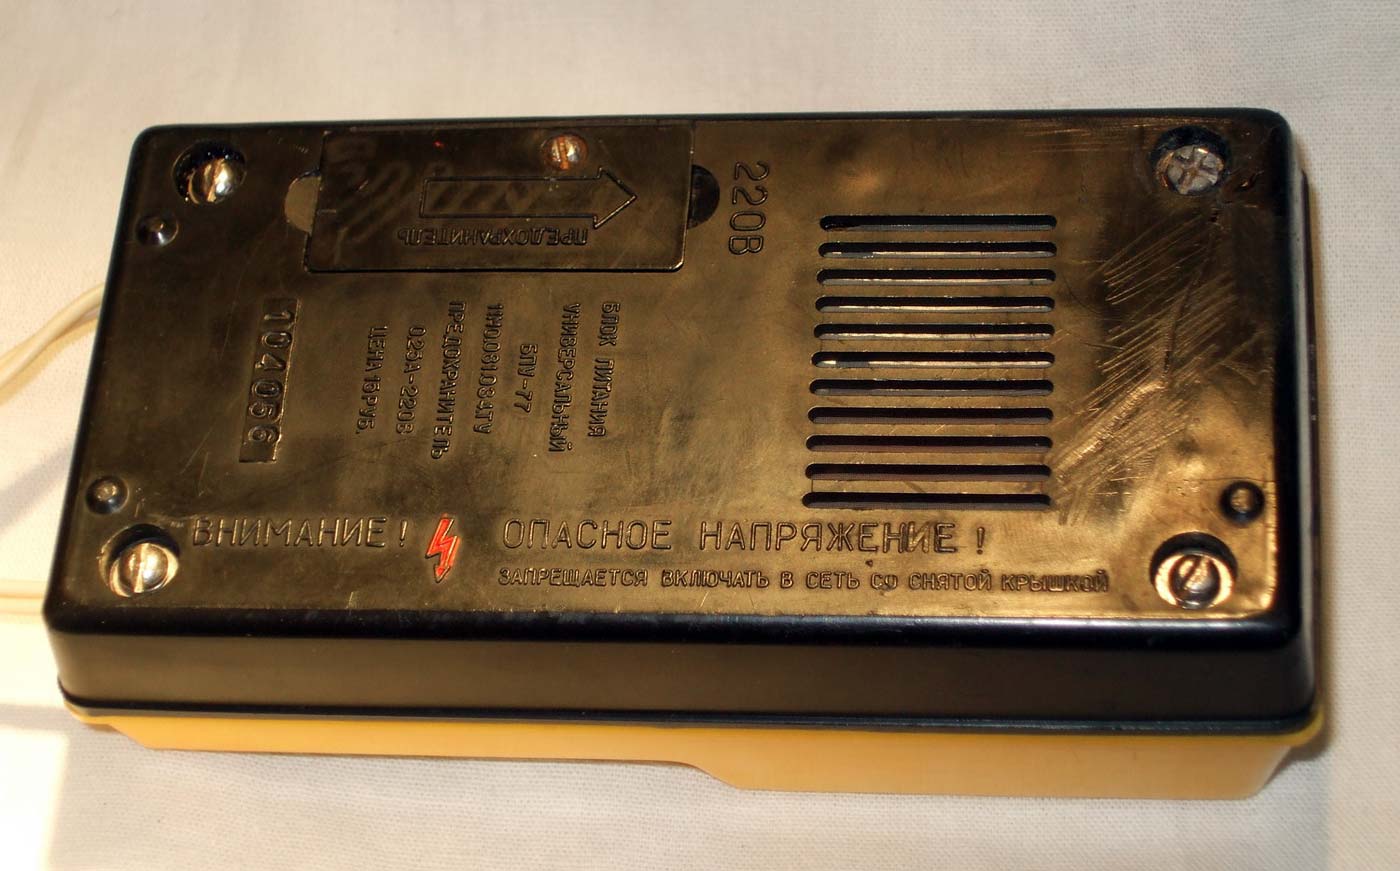 ПРЕДОХРАНИТЕЛЬ
220В
БЛОК ПИТАНИЯ
УНИВЕРСАЛЬНЫЙ
БПУ-77
ПРЕДОХРАНИТЕЛЬ
0,25А-220В
ЦЕНА 16РУБ.
104056
ВНИМАНИЕ! ОПАСНОЕ НАПРЯЖЕНИЕ!
ЗАПРЕЩАЕТСЯ ВКЛЮЧАТЬ В СЕТЬ СО СНЯТОЙ КРЫШКОЙ